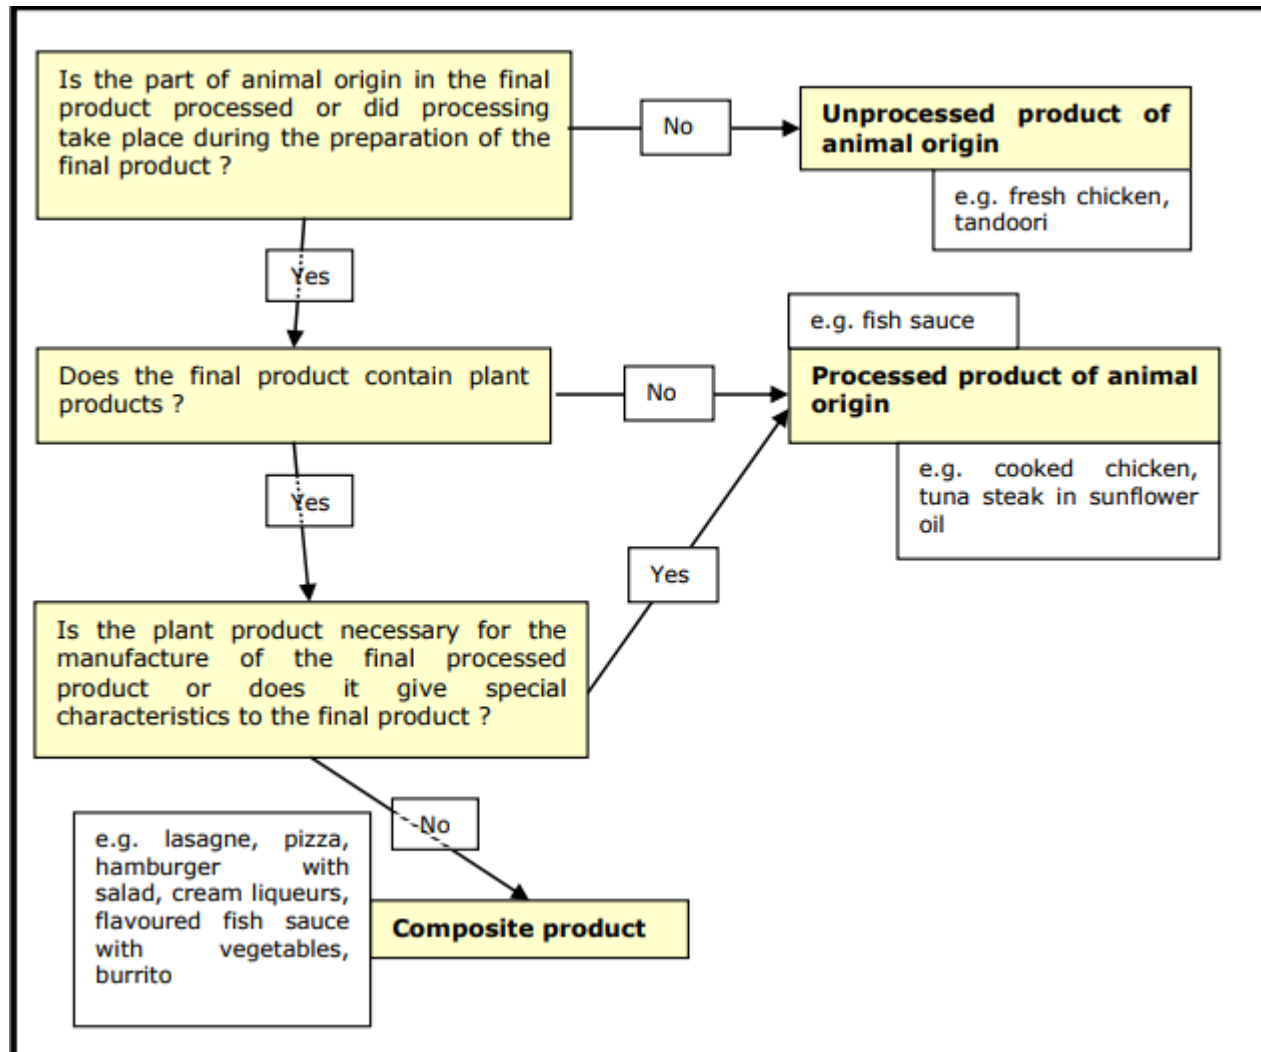 Is the part of animal origin in the final
product processed or did processing
take place during the preparation of the
final product ?
No
Unprocessed product of
animal origin
e.g. fresh chicken,
tandoori
Yes
e.g. fish sauce
Does the final product contain plant
products ?
No
Processed product of animal
origin
e.g. cooked chicken,
tuna steak in sunflower
oil
Yes
Yes
Is the plant product necessary for the
manufacture of the final processed
product or does it give special
characteristics to the final product ?
No
e.g. lasagne, pizza,
hamburger with
salad, cream liqueurs,
flavoured fish sauce
with vegetables,
burrito
Composite product